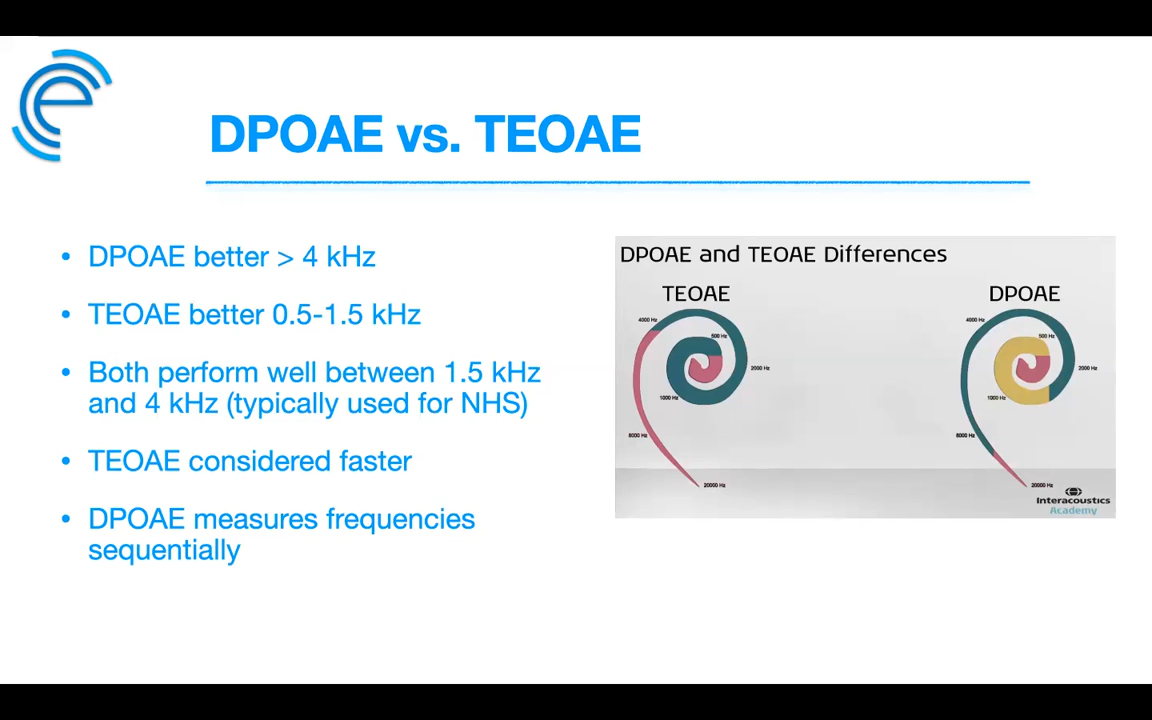 DPOAE vs. TEOAE
• DPOAE better > 4 kHz
• TEOAE better 0.5-1.5 kHz
• Both perform well between 1.5 kHz
and 4 kHz (typically used for NHS)
• TEOAE considered faster
• DPOAE measures frequencies
sequentially
DPOAE and TEOAE Differences
TEOAE
4000 Hz
500 Hz
2000 Hz
1000 Hz
8000 Hz
20000 Hz
DPOAE
4000 Hz
500 Hz
2000 Hz
1000 Hz
8000 Hz
20000 Hz
Interacoustics
Academy